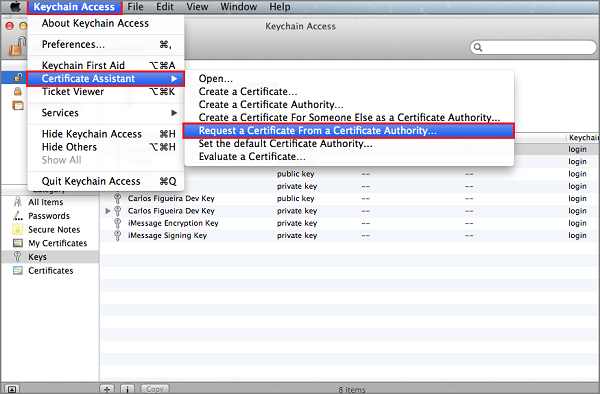 Keychain Access File Edit View Window Help
About Keychain Access
Preferences... ⌘,
Keychain First Aid ⌥⌘A
Certificate Assistant ▶
Ticket Viewer ⌥⌘K
Services ▶
Hide Keychain Access ⌘H
Hide Others ⌥⌘H
Show All
Quit Keychain Access ⌘Q
Open...
Create a Certificate...
Create a Certificate Authority...
Create a Certificate For Someone Else as a Certificate Authority...
Request a Certificate From a Certificate Authority...
Set the default Certificate Authority...
Evaluate a Certificate...
Keychain Access
Category
All Items
Passwords
Secure Notes
My Certificates
Keys
Certificates
Keychain
login
login
public key -- -- login
private key -- -- login
Carlos Figueira Dev Key public key -- -- login
Carlos Figueira Dev Key private key -- -- login
iMessage Encryption Key private key -- -- login
iMessage Signing Key private key -- -- login
Copy
8 items